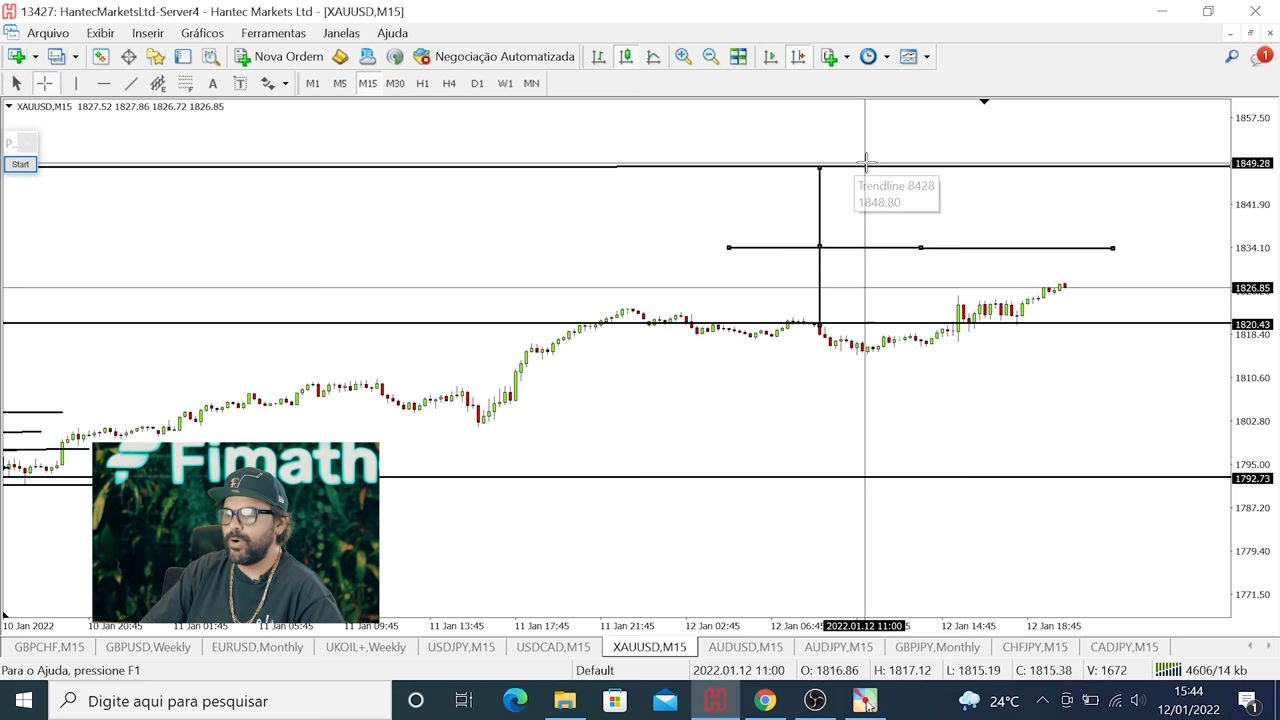 13427: HantecMarketsLtd-Server4 - Hantec Markets Ltd - [XAUUSD,M15]
Arquivo Exibir Inserir Gráficos Ferramentas Janelas Ajuda
Nova Ordem Negociação Automatizada 1
A T M1 M5 M15 M30 H1 H4 D1 W1 MN
XAUUSD,M15 1827.52 1827.86 1826.72 1826.85
P...
Start
Trendline 8428
1848.80
1857.50
1849.28
1841.90
1834.10
1826.85
1820.43
1818.40
1810.60
1802.80
1795.00
1792.73
1787.20
1779.40
1771.50
Fimath
10 Jan 2022 10 Jan 20:45 11 Jan 01:45 11 Jan 05:45 11 Jan 09:45 11 Jan 13:45 11 Jan 17:45 11 Jan 21:45 12 Jan 02:45 12 Jan 06:45 2022.01.12 11:00 12 Jan 14:45 12 Jan 18:45
GBPCHF,M15 GBPUSD,Weekly EURUSD,Monthly UKOIL+,Weekly USDJPY,M15 USDCAD,M15 XAUUSD,M15 AUDUSD,M15 AUDJPY,M15 GBPJPY,Monthly CHFJPY,M15 CADJPY,M15
Para o Ajuda, pressione F1 Default 2022.01.12 11:00 O: 1816.86 H: 1817.12 L: 1815.19 C: 1815.38 V: 1672 4606/14 kb
Digite aqui para pesquisar 24°C 15:44
12/01/2022 1